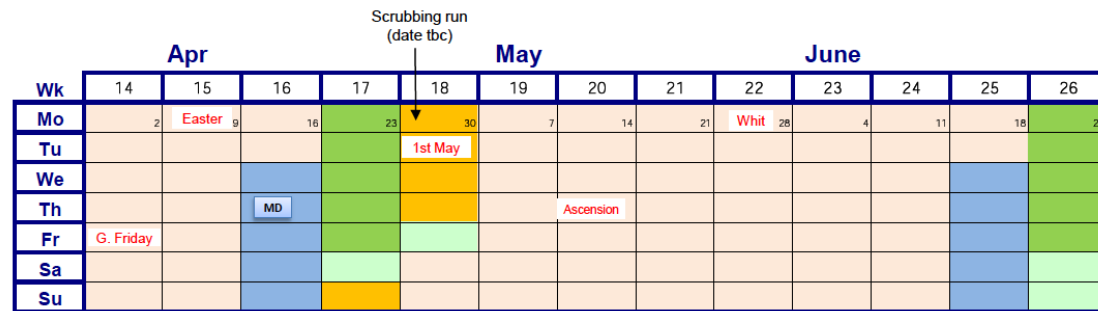 Scrubbing run
(date tbc)
Apr May June
Wk 14 15 16 17 18 19 20 21 22 23 24 25 26
Mo 2 Easter 9 16 23 30 7 14 21 Whit 28 4 11 18 2
Tu 1st May
We
Th MD Ascension
Fr G. Friday
Sa
Su